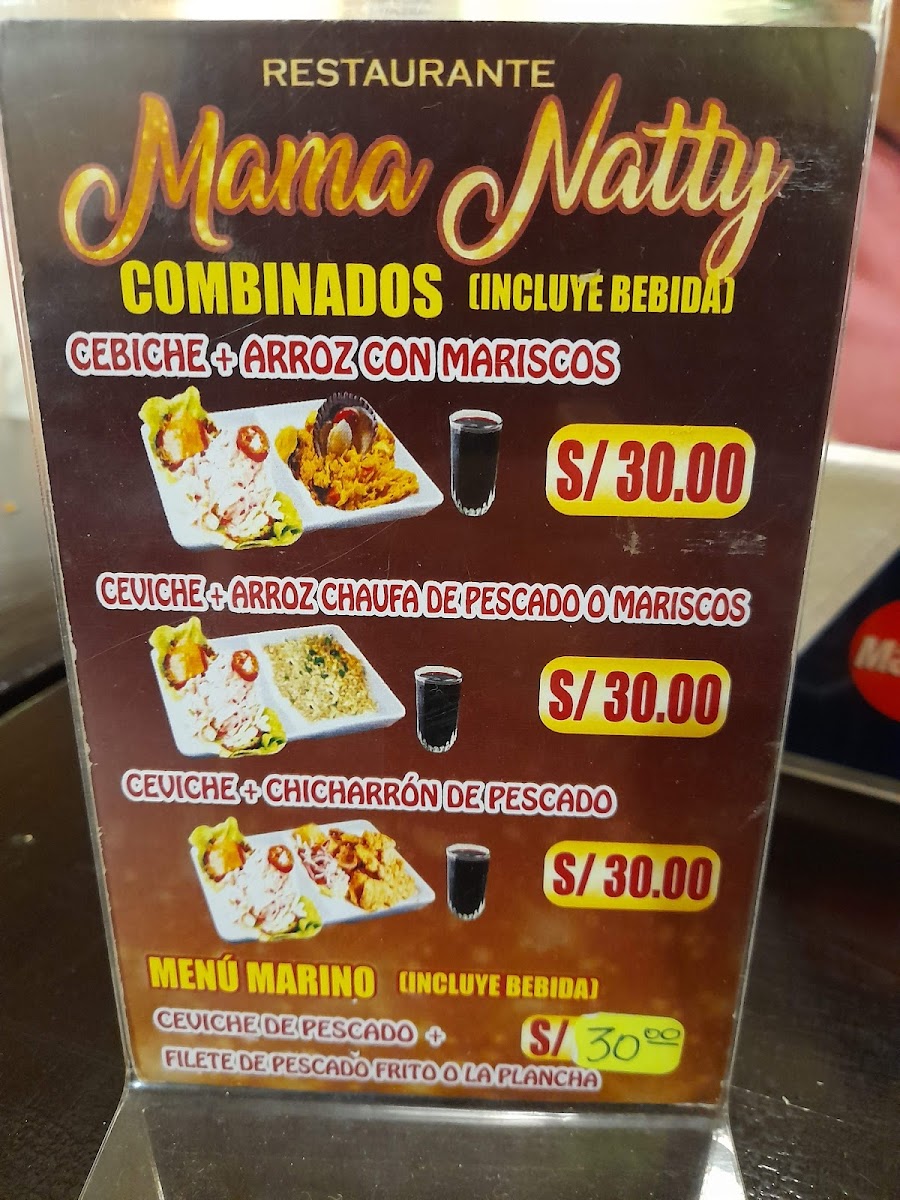 RESTAURANTE
Mama Natty
COMBINADOS (INCLUYE BEBIDA)
CEBICHE + ARROZ CON MARISCOS
S/ 30.00
CEVICHE + ARROZ CHAUFA DE PESCADO O MARISCOS
S/ 30.00
CEVICHE + CHICHARRÓN DE PESCADO
S/ 30.00
MENÚ MARINO (INCLUYE BEBIDA)
CEVICHE DE PESCADO +
FILETE DE PESCADO FRITO O LA PLANCHA
S/ 30.00